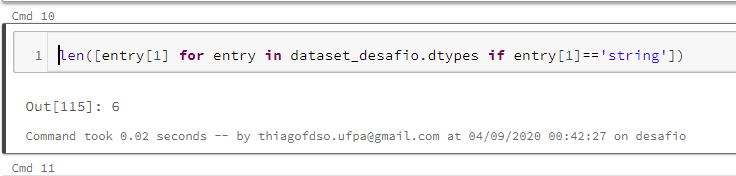 Cmd 10
1 len([entry[1] for entry in dataset_desafio.dtypes if entry[1]=='string'])
Out[115]: 6
Command took 0.02 seconds -- by thiagofdso.ufpa@gmail.com at 04/09/2020 00:42:27 on desafio
Cmd 11